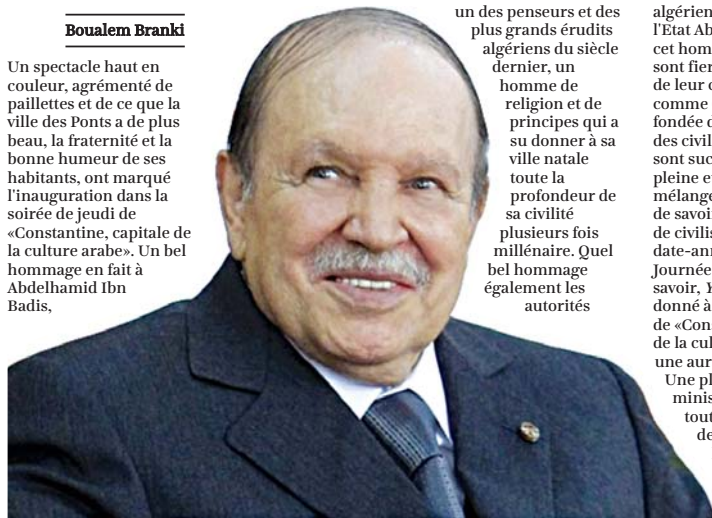 Boualem Branki
Un spectacle haut en
couleur, agrémenté de
paillettes et de ce que la
ville des Ponts a de plus
beau, la fraternité et la
bonne humeur de ses
habitants, ont marqué
l'inauguration dans la
soirée de jeudi de
«Constantine, capitale de
la culture arabe». Un bel
hommage en fait à
Abdelhamid Ibn
Badis,
un des penseurs et des
plus grands érudits
algériens du siècle
dernier, un
homme de
religion et de
principes qui a
su donner à sa
ville natale
toute la
profondeur de
sa civilité
plusieurs fois
millénaire. Quel
bel hommage
également les
autorités
l'Etat Ab
cet hom
sont fier
de leur
comme
fondée
des civil
sont suc
pleine e
mélange
de savoi
de civilis
date-an
Journée
savoir,
donné à
de «Con
de la cul
une aur
Une pl
minis
tout
de